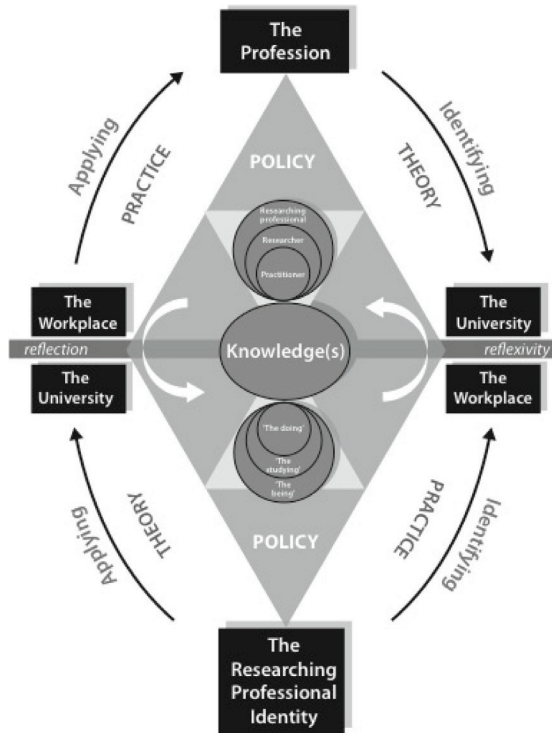 The
Profession
Applying
PRACTICE
Identifying
THEORY
POLICY
Researching
professional
Researcher
Practitioner
The
Workplace
The
University
reflection
Knowledge(s)
reflexivity
The
University
The
Workplace
'The doing'
'The
studying'
'The
being'
Applying
THEORY
PRACTICE
Identifying
POLICY
The
Researching
Professional
Identity